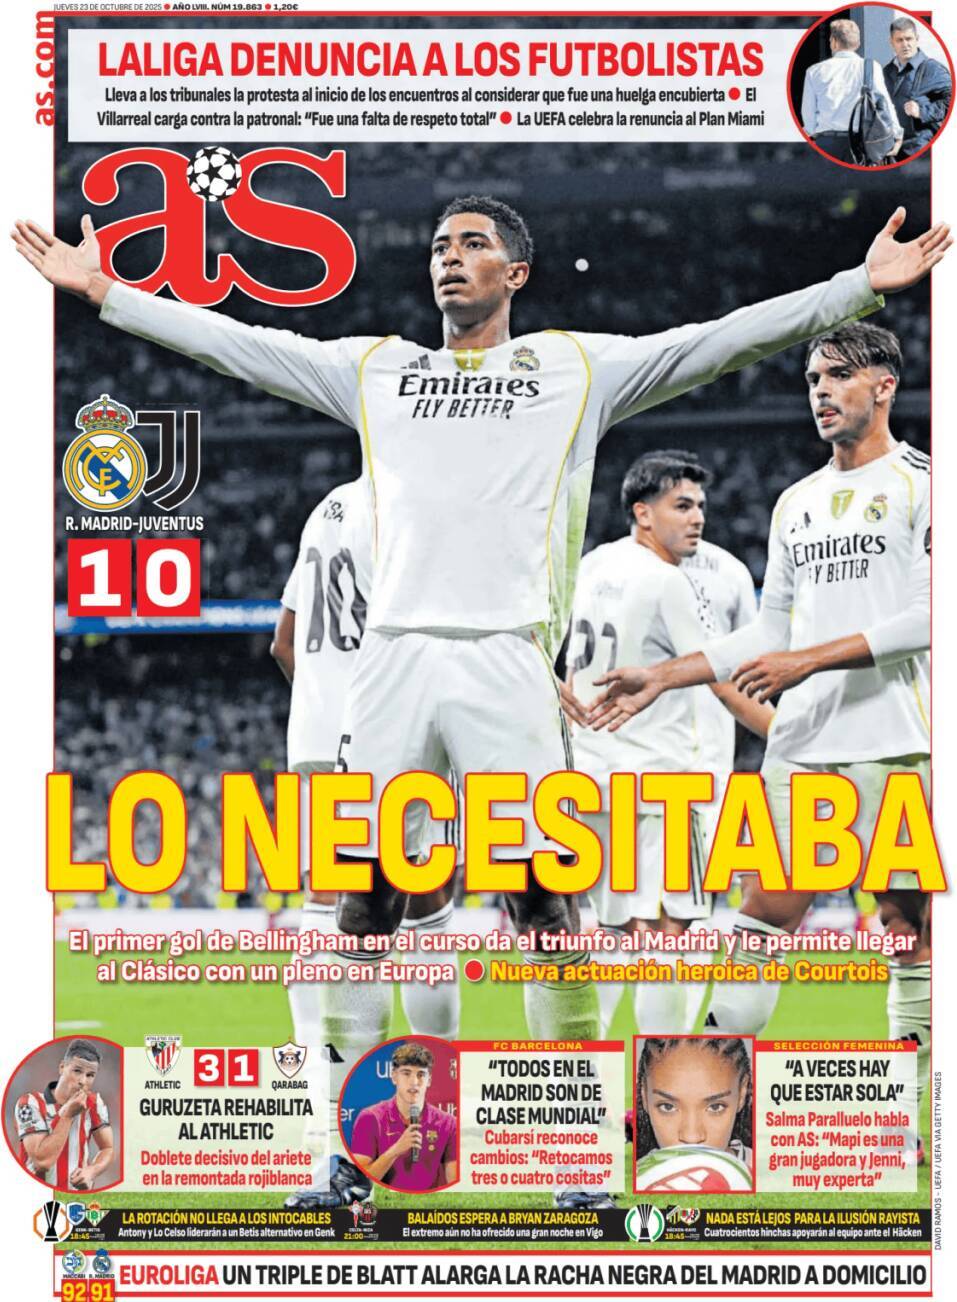 JUEVES 23 DE OCTUBRE DE 2025 ● AÑO LVIII. NÚM 19.863 ● 1,20€
as.com
LALIGA DENUNCIA A LOS FUTBOLISTAS
Lleva a los tribunales la protesta al inicio de los encuentros al considerar que fue una huelga encubierta ● El
Villarreal carga contra la patronal: “Fue una falta de respeto total” ● La UEFA celebra la renuncia al Plan Miami
as
Emirates
FLY BETTER
Emirates
FLY BETTER
10
R. MADRID-JUVENTUS
1 0
LO NECESITABA
El primer gol de Bellingham en el curso da el triunfo al Madrid y le permite llegar
al Clásico con un pleno en Europa ● Nueva actuación heroica de Courtois
ATHLETIC 3 1 QARABAG
GURUZETA REHABILITA
AL ATHLETIC
Doblete decisivo del ariete
en la remontada rojiblanca
FC BARCELONA
“TODOS EN EL
MADRID SON DE
CLASE MUNDIAL”
Cubarsí reconoce
cambios: “Retocamos
tres o cuatro cositas”
SELECCIÓN FEMENINA
“A VECES HAY
QUE ESTAR SOLA”
Salma Paralluelo habla
con AS: “Mapi es una
gran jugadora y Jenni,
muy experta”
DAVID RAMOS - UEFA / UEFA VIA GETTY IMAGES
GENK-BETIS
18:45
LA ROTACIÓN NO LLEGA A LOS INTOCABLES
Antony y Lo Celso liderarán a un Betis alternativo en Genk
CELTA-NIZA
21:00
BALAÍDOS ESPERA A BRYAN ZARAGOZA
El extremo aún no ha ofrecido una gran noche en Vigo
HÄCKEN-RAYO
18:45
NADA ESTÁ LEJOS PARA LA ILUSIÓN RAYISTA
Cuatrocientos hinchas apoyarán al equipo ante el Häcken
MACCABI R. MADRID
92 91
EUROLIGA UN TRIPLE DE BLATT ALARGA LA RACHA NEGRA DEL MADRID A DOMICILIO